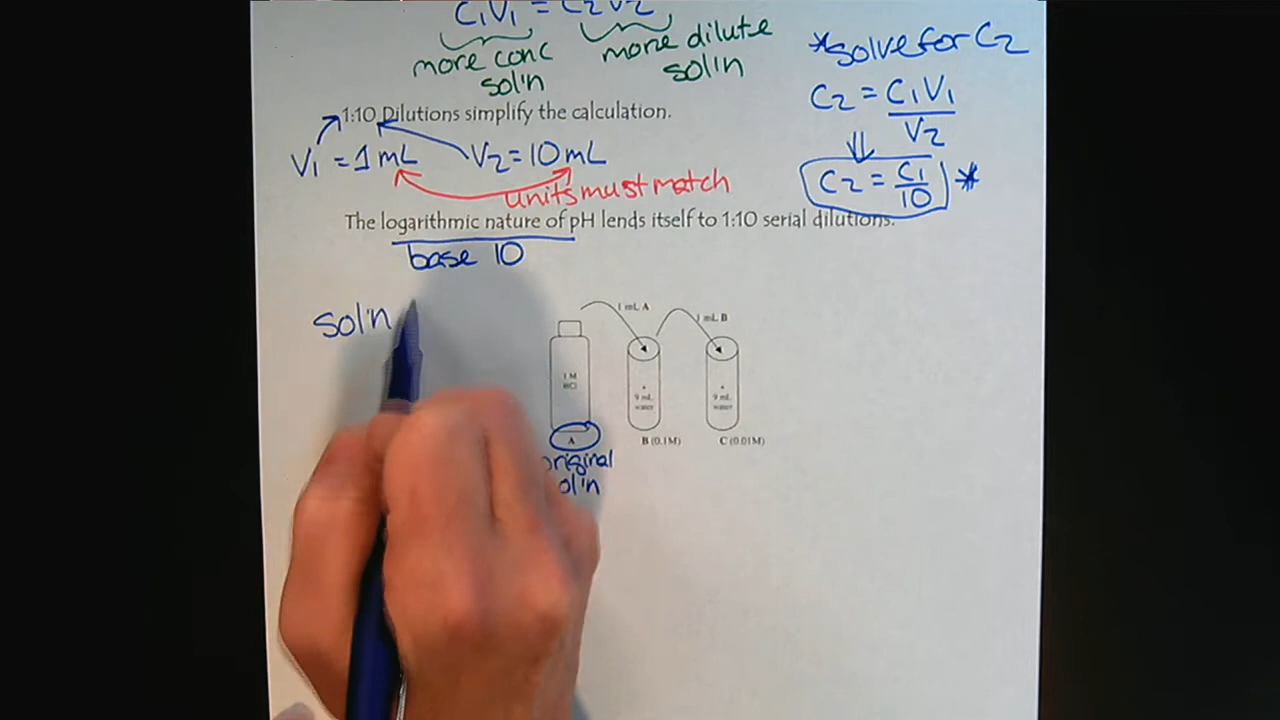 C1V1 = C2V2
more conc sol'n
more dilute sol'n
*solve for C2
C2 = C1V1 / V2
⇓
C2 = C1 / 10 *
1:10 Dilutions simplify the calculation.
V1 = 1 mL V2 = 10 mL
units must match
The logarithmic nature of pH lends itself to 1:10 serial dilutions.
base 10
sol'n
1 mL A
1 mL B
1 M
HCl
+
9 mL
water
+
9 mL
water
A
B (0.1M)
C (0.01M)
original
ol'n